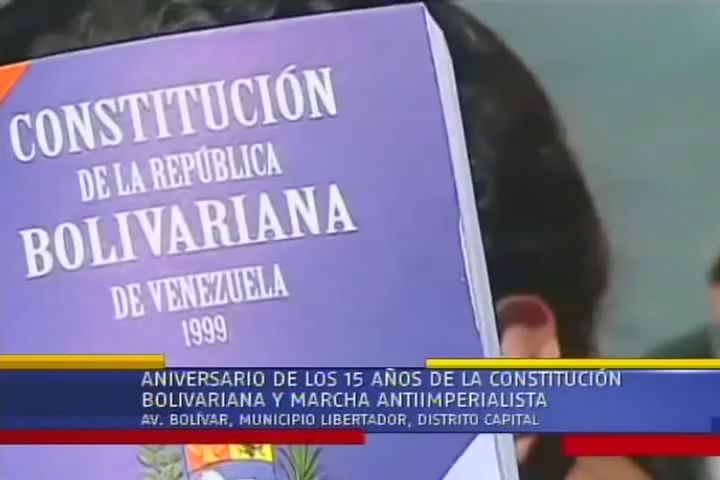 CONSTITUCIÓN
DE LA REPÚBLICA
BOLIVARIANA
DE VENEZUELA
1999
ANIVERSARIO DE LOS 15 AÑOS DE LA CONSTITUCIÓN
BOLIVARIANA Y MARCHA ANTIIMPERIALISTA
AV. BOLÍVAR, MUNICIPIO LIBERTADOR, DISTRITO CAPITAL